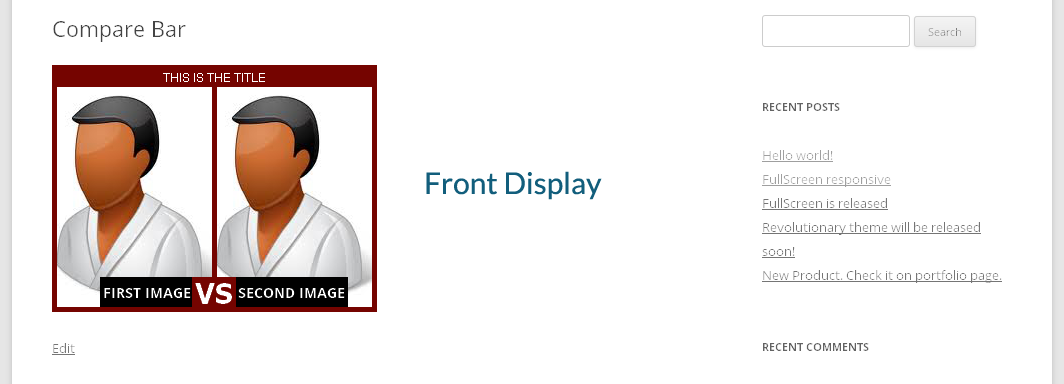 Compare Bar
THIS IS THE TITLE
FIRST IMAGE VS SECOND IMAGE
Edit
Front Display
Search
RECENT POSTS
Hello world!
FullScreen responsive
FullScreen is released
Revolutionary theme will be released
soon!
New Product. Check it on portfolio page.
RECENT COMMENTS